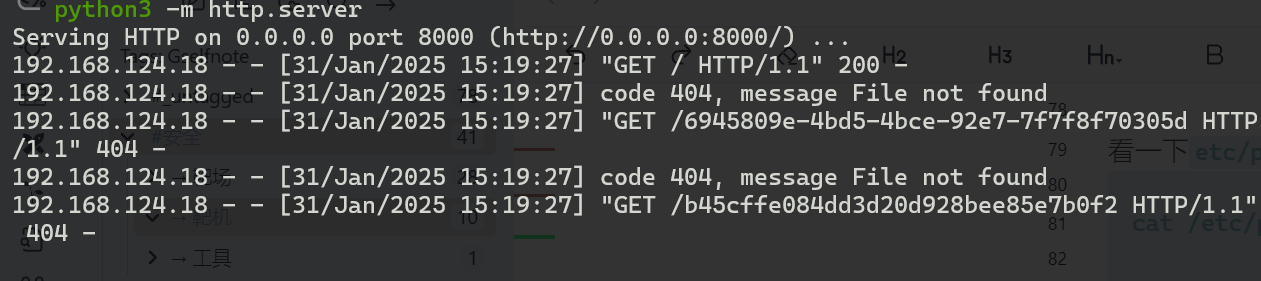 python3 -m http.server
Serving HTTP on 0.0.0.0 port 8000 (http://0.0.0.0:8000/) ...
192.168.124.18 - - [31/Jan/2025 15:19:27] "GET / HTTP/1.1" 200 -
192.168.124.18 - - [31/Jan/2025 15:19:27] code 404, message File not found
192.168.124.18 - - [31/Jan/2025 15:19:27] "GET /6945809e-4bd5-4bce-92e7-7f7f8f70305d HTTP
/1.1" 404 -
192.168.124.18 - - [31/Jan/2025 15:19:27] code 404, message File not found
192.168.124.18 - - [31/Jan/2025 15:19:27] "GET /b45cffe084dd3d20d928bee85e7b0f2 HTTP/1.1"
404 -
H2 H3 Hn B
#安全 41
→ 靶机 10
→ 工具 1
78
79 看一下 etc/p
80
81 cat /etc/p
82